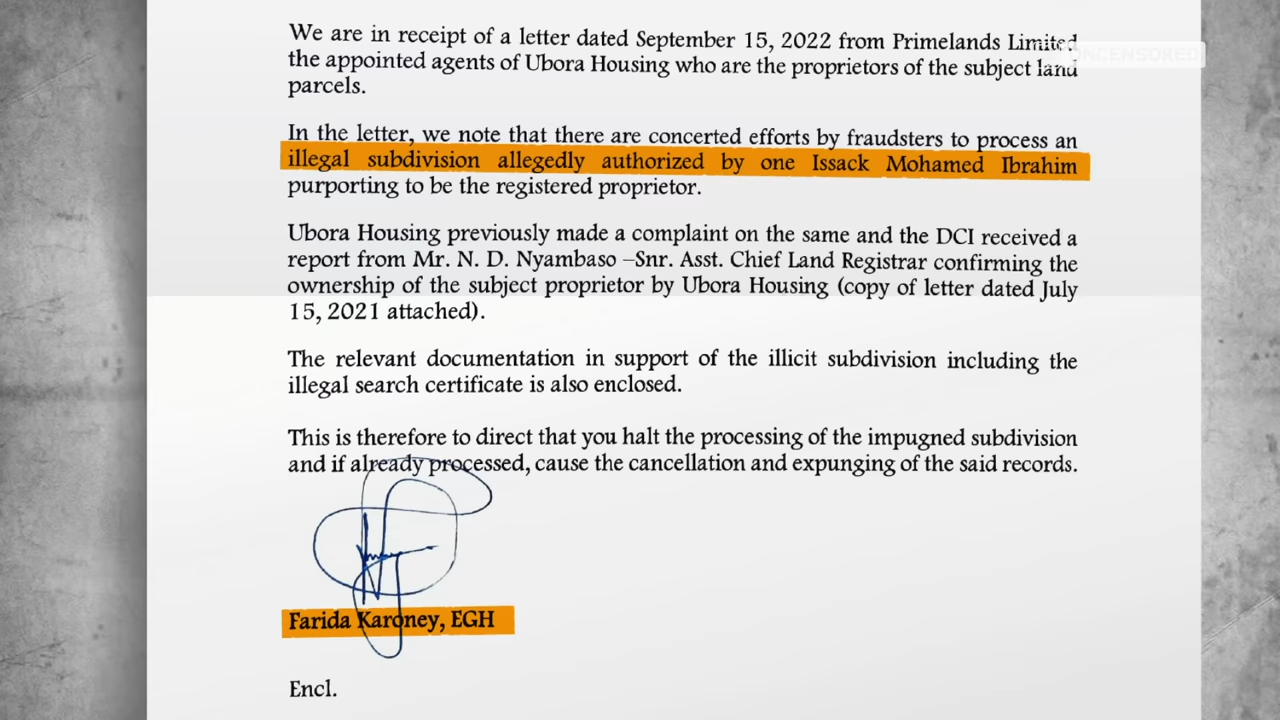 We are in receipt of a letter dated September 15, 2022 from Primelands Limited
UNCENSORED
the appointed agents of Ubora Housing who are the proprietors of the subject land
parcels.
In the letter, we note that there are concerted efforts by fraudsters to process an
illegal subdivision allegedly authorized by one Issack Mohamed Ibrahim
purporting to be the registered proprietor.
Ubora Housing previously made a complaint on the same and the DCI received a
report from Mr. N. D. Nyambaso –Snr. Asst. Chief Land Registrar confirming the
ownership of the subject proprietor by Ubora Housing (copy of letter dated July
15, 2021 attached).
The relevant documentation in support of the illicit subdivision including the
illegal search certificate is also enclosed.
This is therefore to direct that you halt the processing of the impugned subdivision
and if already processed, cause the cancellation and expunging of the said records.
Farida Karoney, EGH
Encl.